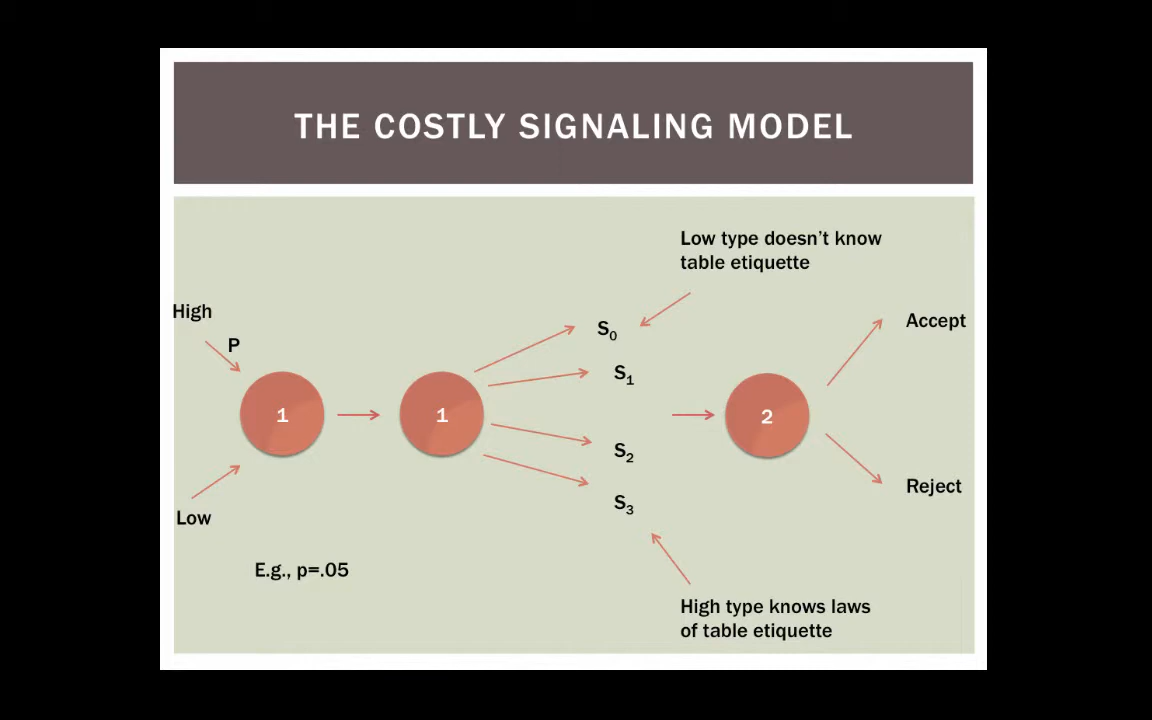 THE COSTLY SIGNALING MODEL
Low type doesn't know
table etiquette
High
P
S0
Accept
S1
1
1
2
S2
Reject
S3
Low
E.g., p=.05
High type knows laws
of table etiquette